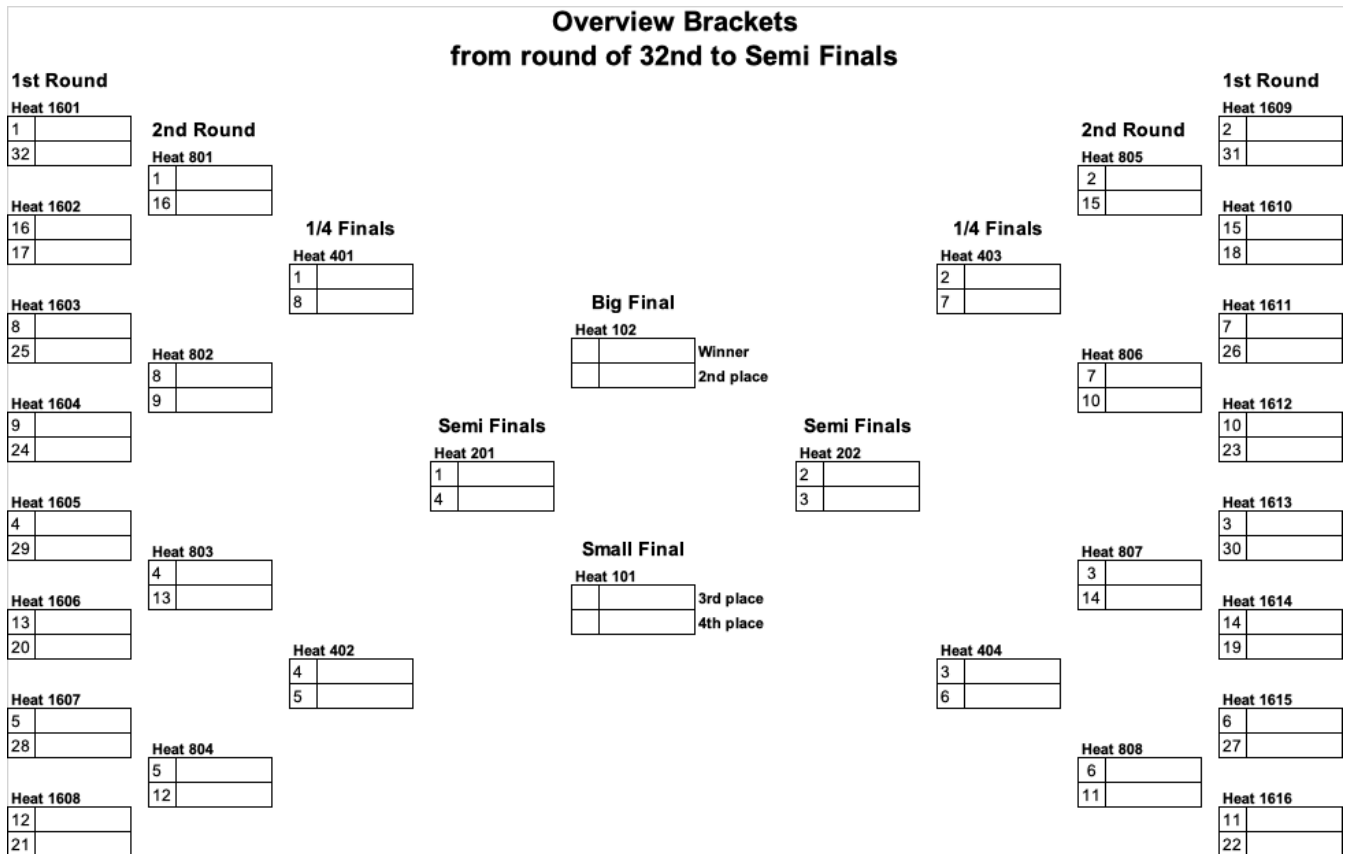 Overview Brackets
from round of 32nd to Semi Finals
1st Round
Heat 1601
1
32
Heat 1602
16
17
Heat 1603
8
25
Heat 1604
9
24
Heat 1605
4
29
Heat 1606
13
20
Heat 1607
5
28
Heat 1608
12
21
2nd Round
Heat 801
1
16
Heat 802
8
9
Heat 803
4
13
Heat 804
5
12
1/4 Finals
Heat 401
1
8
Heat 402
4
5
Semi Finals
Heat 201
1
4
Big Final
Heat 102
Winner
2nd place
Small Final
Heat 101
3rd place
4th place
Semi Finals
Heat 202
2
3
1/4 Finals
Heat 403
2
7
Heat 404
3
6
2nd Round
Heat 805
2
15
Heat 806
7
10
Heat 807
3
14
Heat 808
6
11
1st Round
Heat 1609
2
31
Heat 1610
15
18
Heat 1611
7
26
Heat 1612
10
23
Heat 1613
3
30
Heat 1614
14
19
Heat 1615
6
27
Heat 1616
11
22